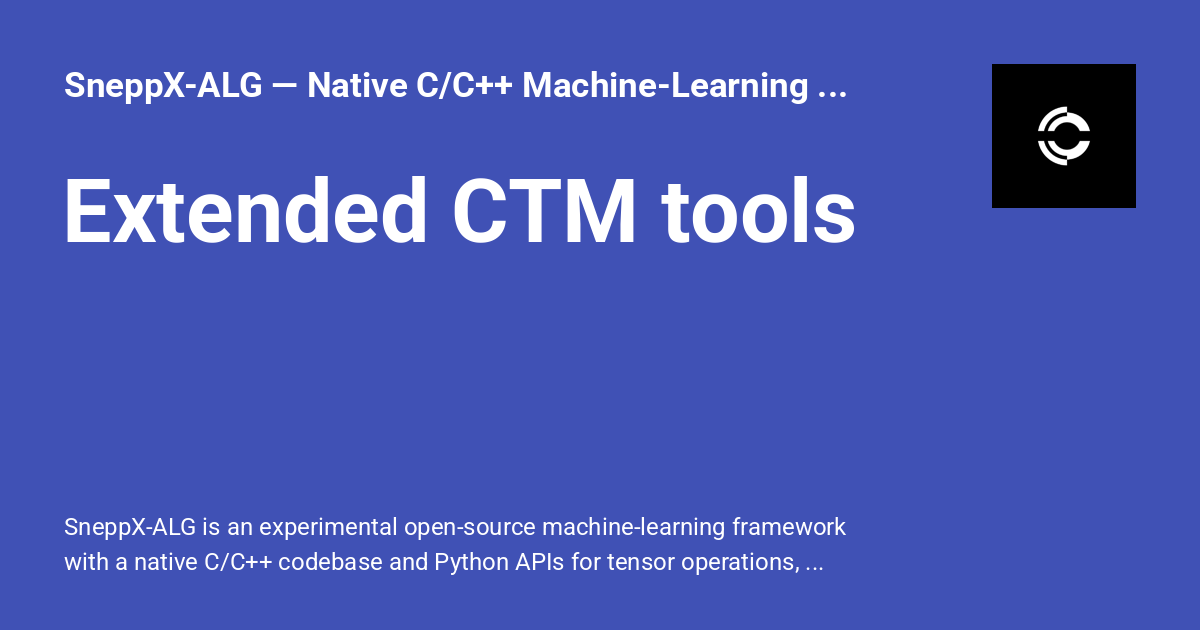 SneppX-ALG — Native C/C++ Machine-Learning ...
Extended CTM tools
SneppX-ALG is an experimental open-source machine-learning framework
with a native C/C++ codebase and Python APIs for tensor operations, ...